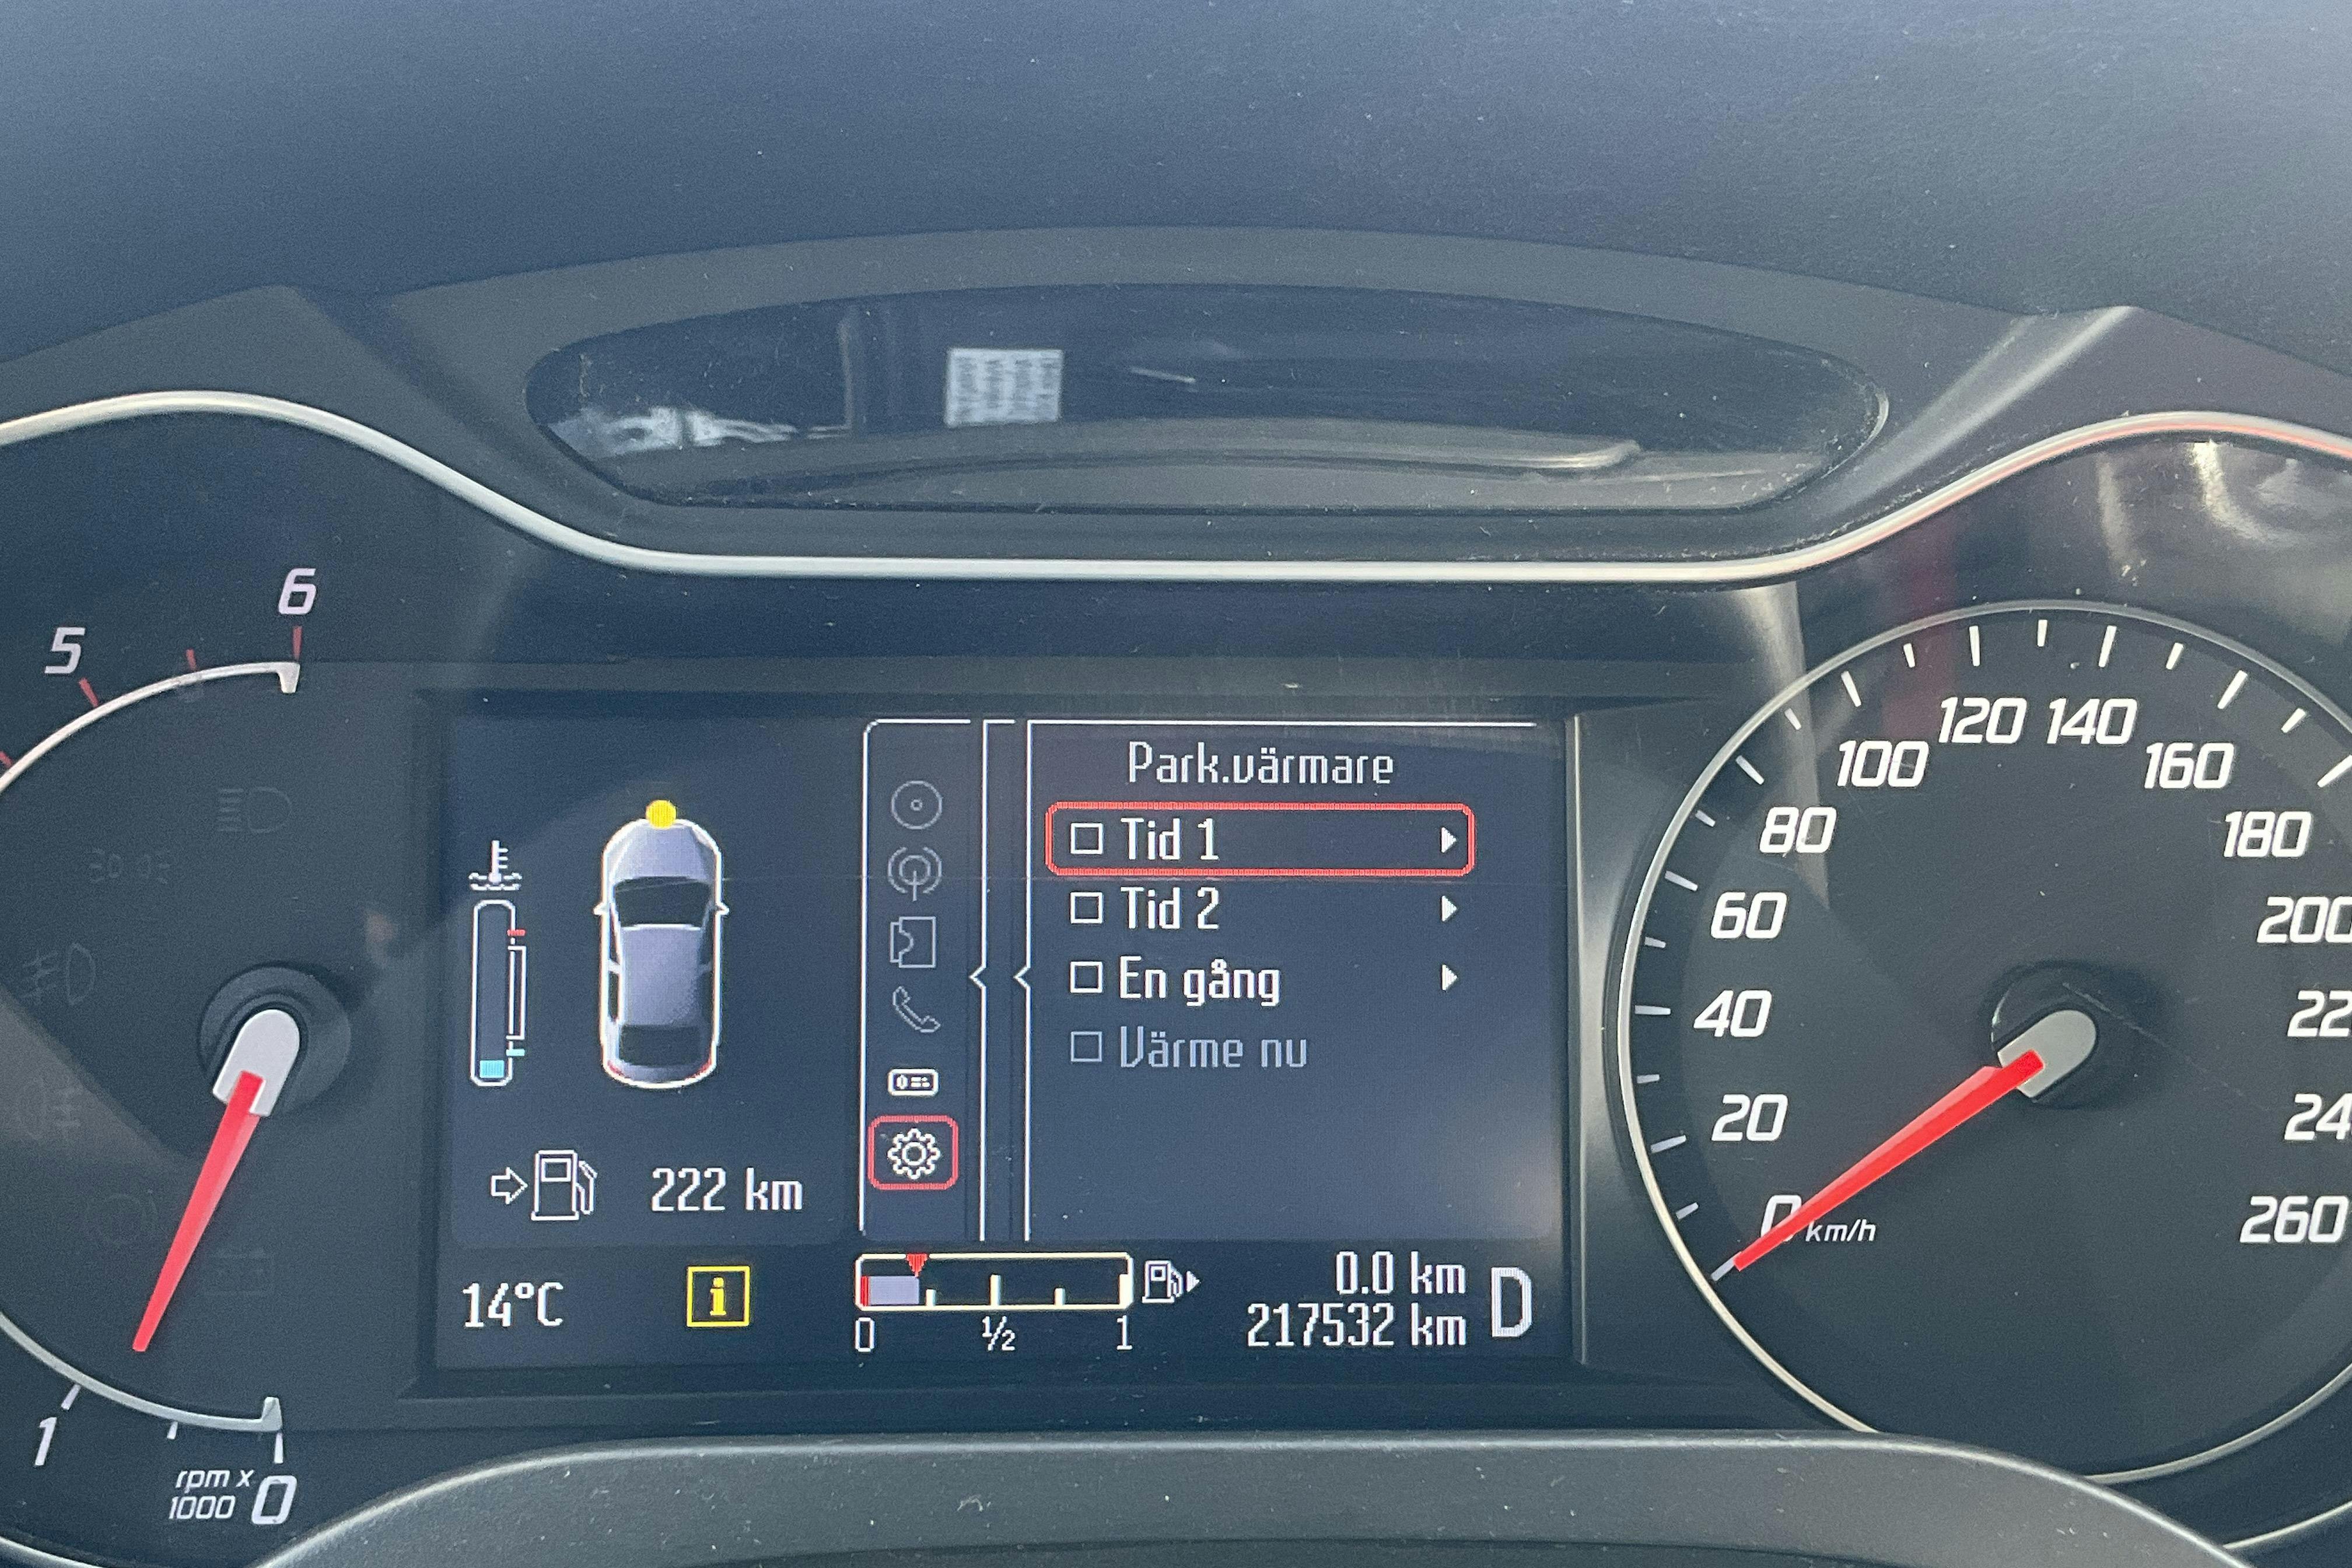 5
6
1
rpm x
1000
0
Park.värmare
Tid 1
Tid 2
En gång
Värme nu
222 km
14°C
i
0
½
1
0.0 km
217532 km
D
0
km/h
20
40
60
80
100
120
140
160
180
200
260